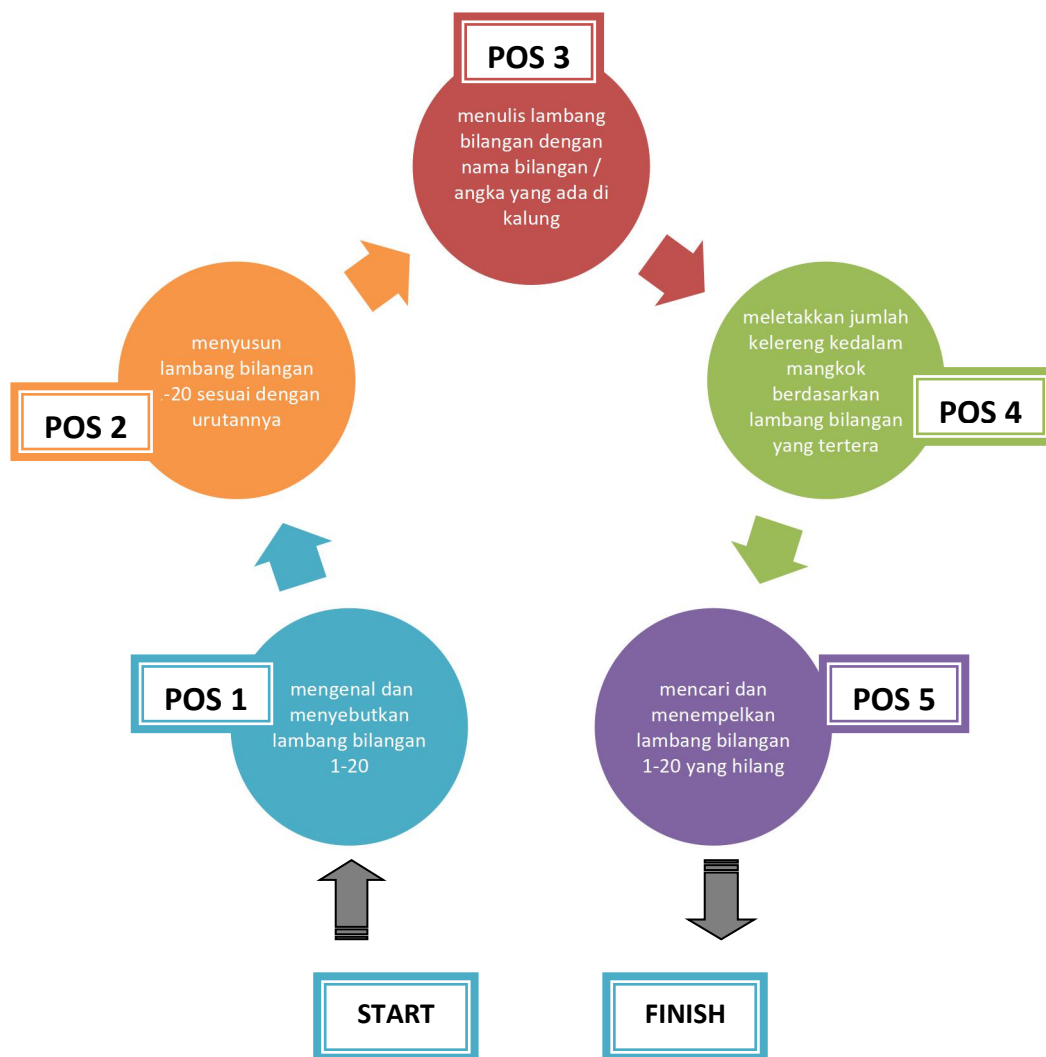 POS 3
menulis lambang
bilangan dengan
nama bilangan /
angka yang ada di
kalung
POS 2
menyusun
lambang bilangan
.-20 sesuai dengan
urutannya
POS 4
meletakkan jumlah
kelereng kedalam
mangkok
berdasarkan
lambang bilangan
yang tertera
POS 1
mengenal dan
menyebutkan
lambang bilangan
1-20
POS 5
mencari dan
menempelkan
lambang bilangan
1-20 yang hilang
START
FINISH